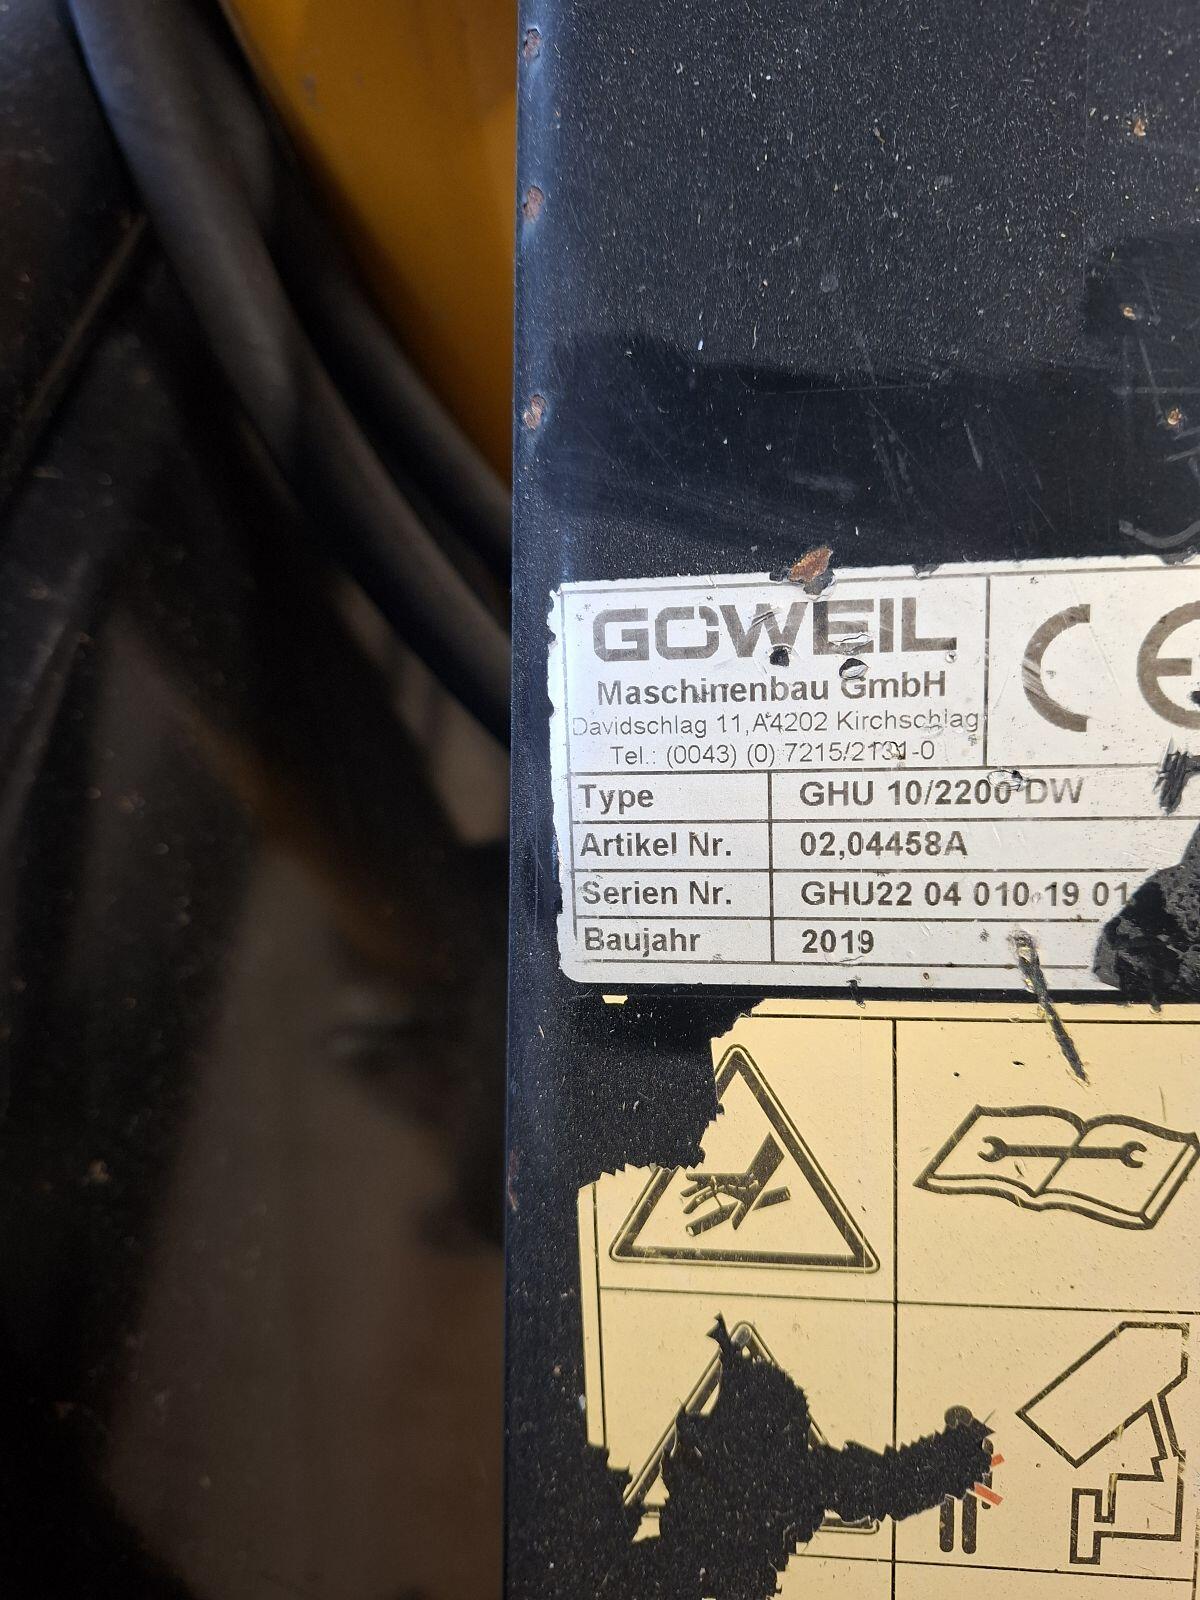 GÖWEIL
Maschinenbau GmbH
Davidschlag 11, A4202 Kirchschlag
Tel.: (0043) (0) 7215/2131-0
CE
Type GHU 10/2200 DW
Artikel Nr. 02,04458A
Serien Nr. GHU22 04 010 19 01
Baujahr 2019